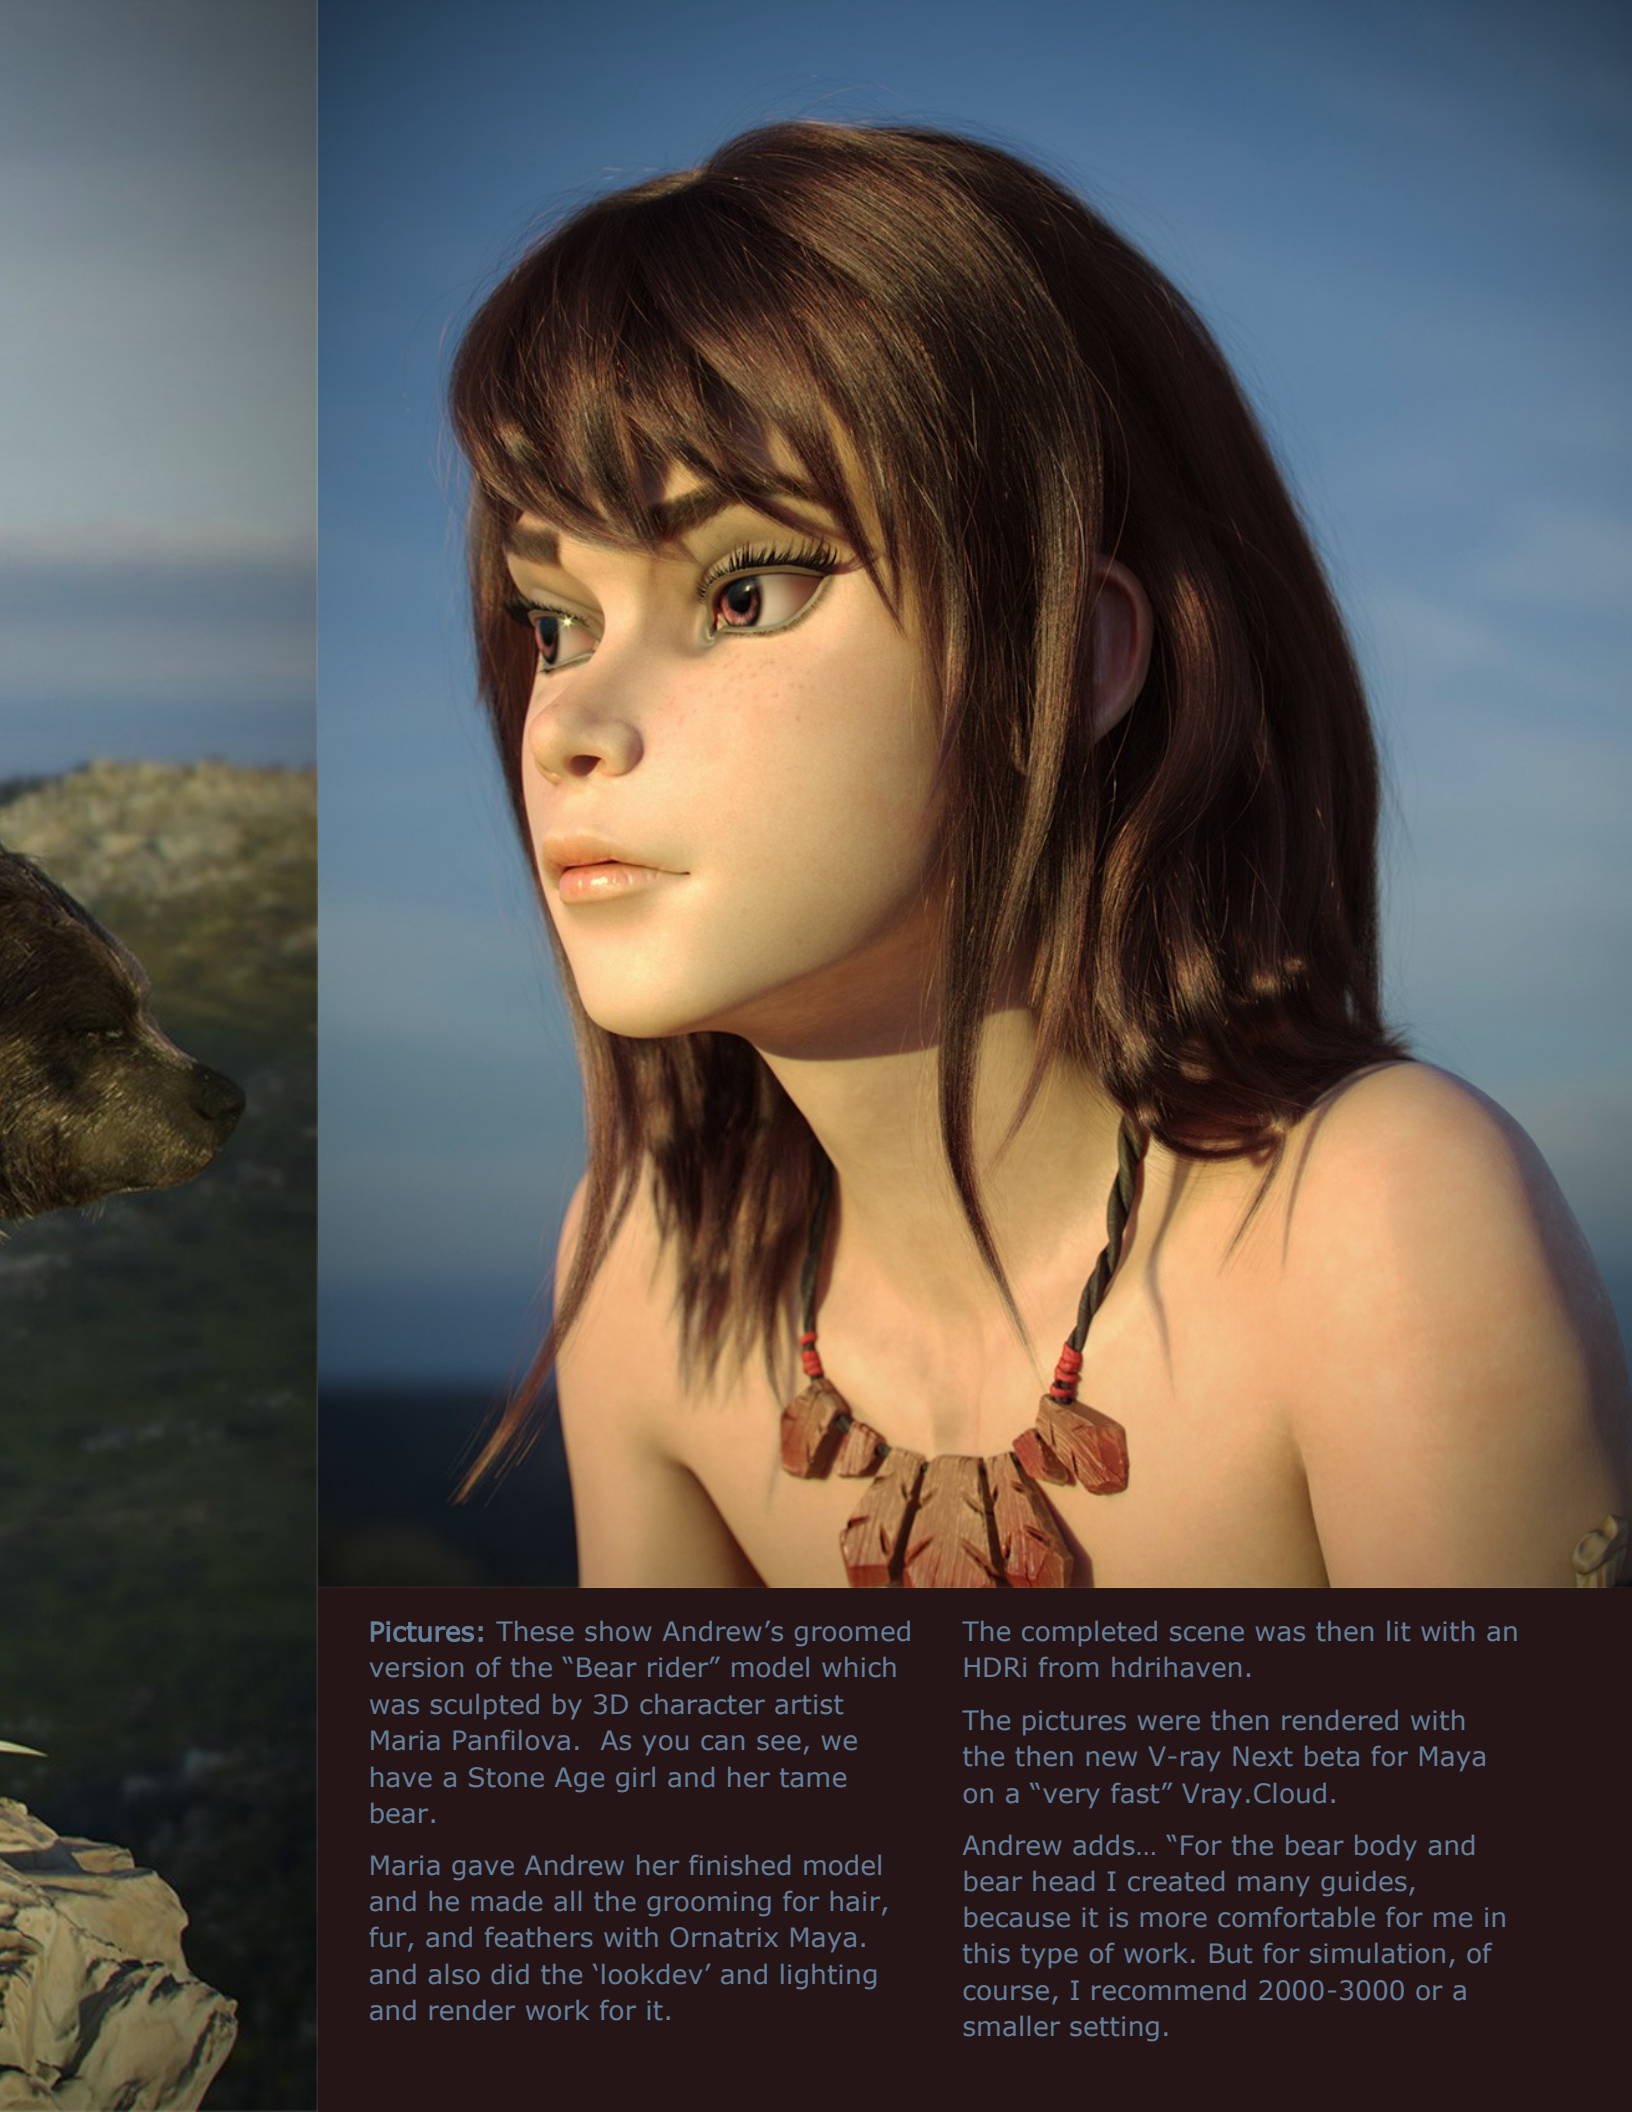 Pictures: These show Andrew’s groomed
version of the “Bear rider” model which
was sculpted by 3D character artist
Maria Panfilova.  As you can see, we
have a Stone Age girl and her tame
bear.
Maria gave Andrew her finished model
and he made all the grooming for hair,
fur, and feathers with Ornatrix Maya.
and also did the ‘lookdev’ and lighting
and render work for it.
The completed scene was then lit with an
HDRi from hdrihaven.
The pictures were then rendered with
the then new V-ray Next beta for Maya
on a “very fast” Vray.Cloud.
Andrew adds… “For the bear body and
bear head I created many guides,
because it is more comfortable for me in
this type of work. But for simulation, of
course, I recommend 2000-3000 or a
smaller setting.